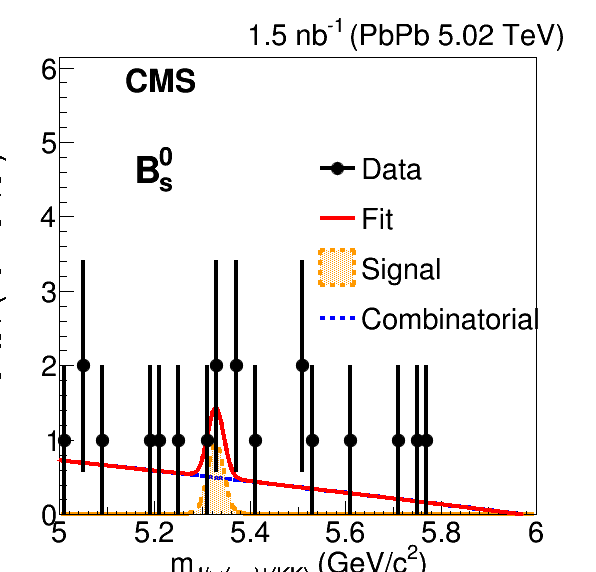 1.5 nb⁻¹ (PbPb 5.02 TeV)
CMS
B⁰ₛ
Data
Fit
Signal
Combinatorial
6
5
4
3
2
1
0
5 5.2 5.4 5.6 5.8 6
(GeV/c²)